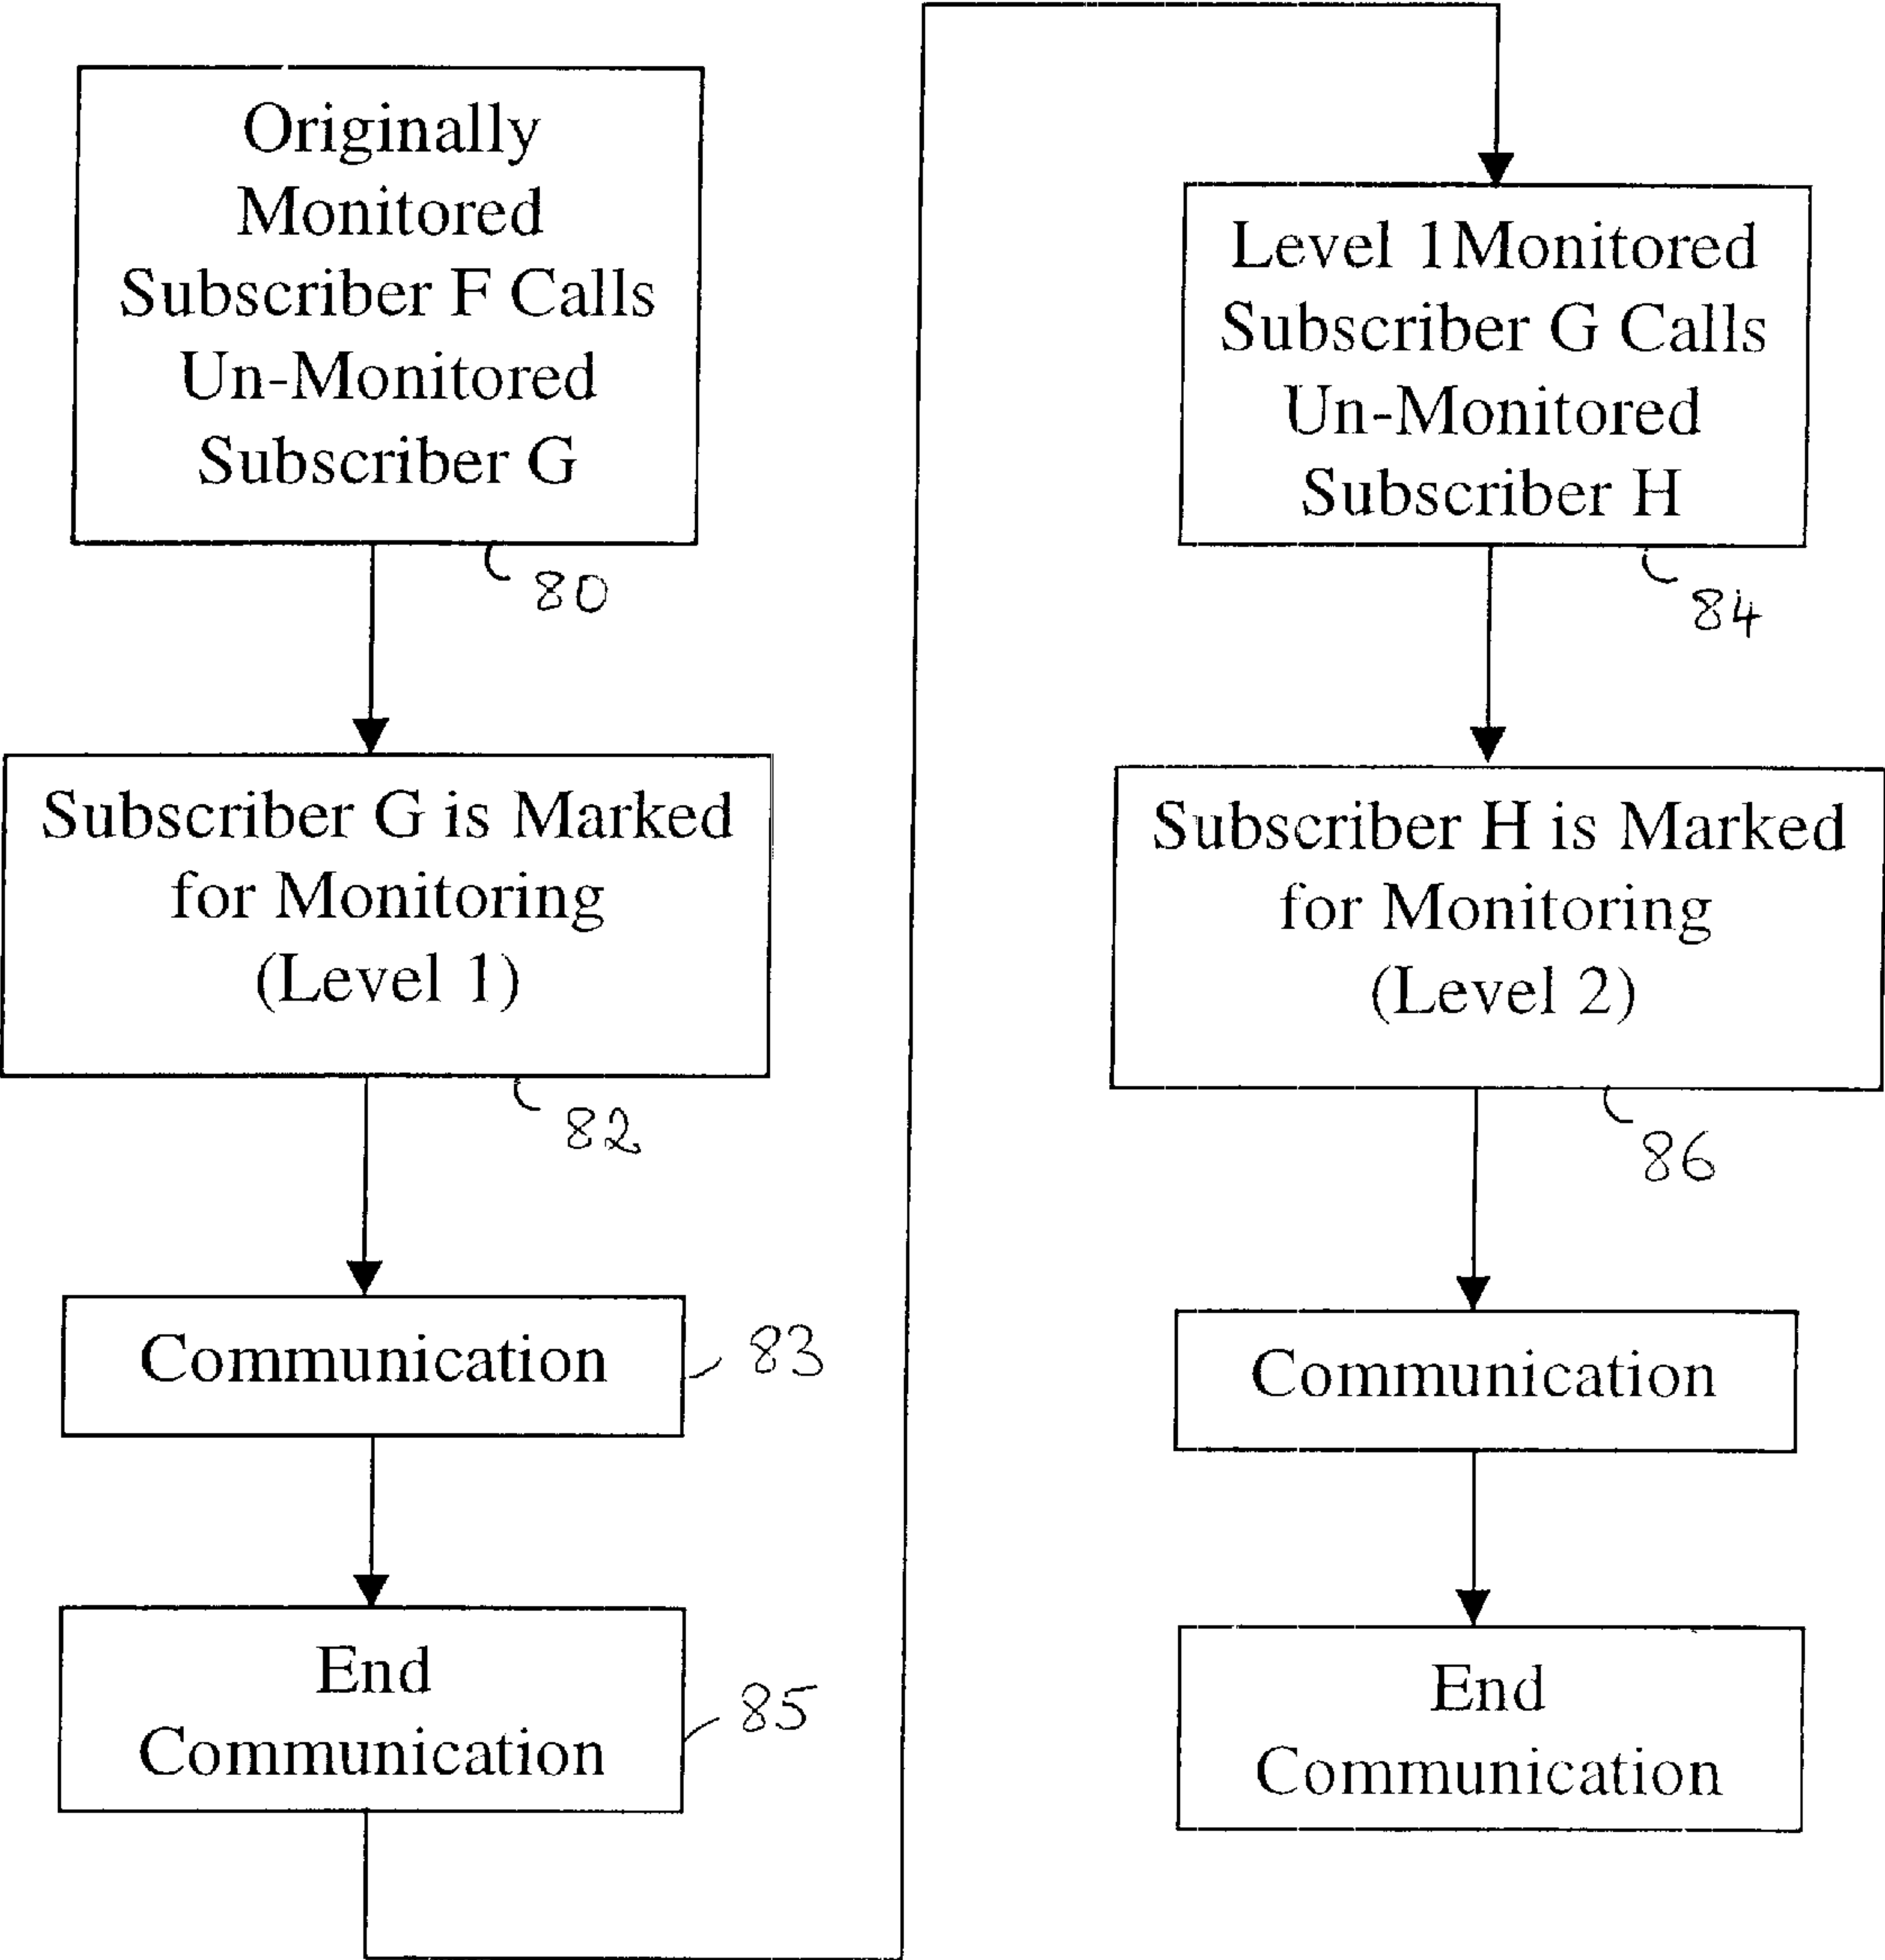 Originally
Monitored
Subscriber F Calls
Un-Monitored
Subscriber G
80
Subscriber G is Marked
for Monitoring
(Level 1)
82
Communication
83
End
Communication
85
Level 1Monitored
Subscriber G Calls
Un-Monitored
Subscriber H
84
Subscriber H is Marked
for Monitoring
(Level 2)
86
Communication
End
Communication